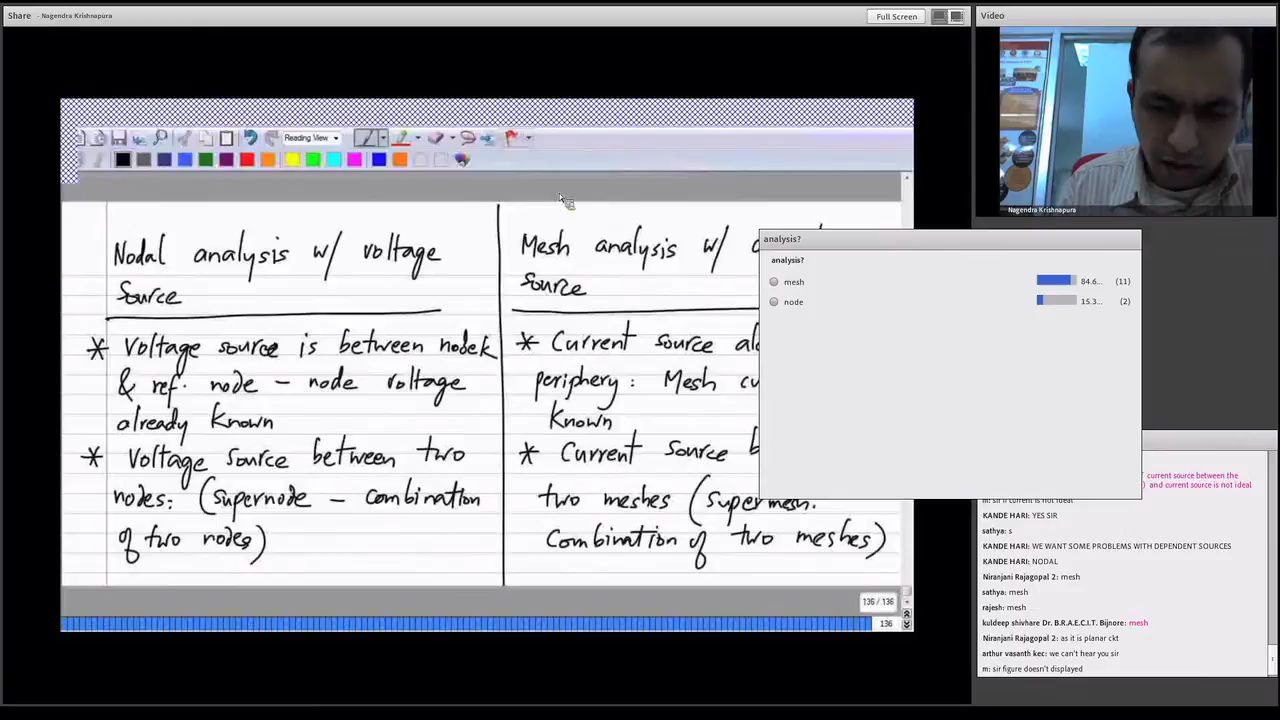 Share - Nagendra Krishnapura
Full Screen
Video
Reading View
Nagendra Krishnapura
Nodal analysis w/ voltage
Source
* Voltage source is between node k
& ref. node - node voltage
already known
* Voltage source between two
nodes: (supernode - combination
of two nodes)
Mesh analysis w/
source
* Current source
periphery: Mesh
known
* Current source
two meshes (supermesh.
Combination of two meshes)
analysis?
analysis?
mesh 84.6... (11)
node 15.3... (2)
136 / 136
136
current source between the
) and current source is not ideal
m: sir if current is not ideal
KANDE HARI: YES SIR
sathya: s
KANDE HARI: WE WANT SOME PROBLEMS WITH DEPENDENT SOURCES
KANDE HARI: NODAL
Niranjani Rajagopal 2: mesh
sathya: mesh
rajesh: mesh
kuldeep shivhare Dr. B.R.A.E.C.I.T. Bijnore: mesh
Niranjani Rajagopal 2: as it is planar ckt
arthur vasanth kec: we can't hear you sir
m: sir figure doesn't displayed